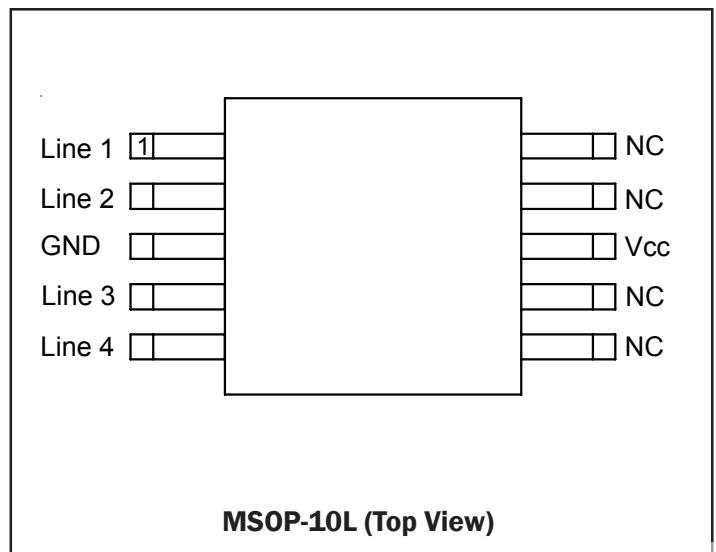 Line 1 1 NC
Line 2 NC
GND Vcc
Line 3 NC
Line 4 NC
MSOP-10L (Top View)